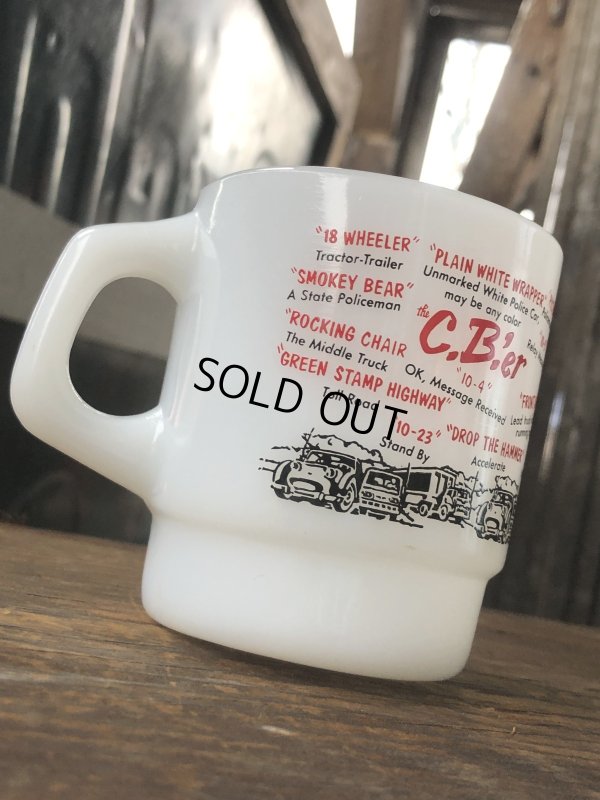 "18 WHEELER"
Tractor-Trailer
"SMOKEY BEAR"
A State Policeman
"ROCKING CHAIR
The Middle Truck
"GREEN STAMP HIGHWAY"
Toll Road
"PLAIN WHITE WRAPPER"
Unmarked White Police Car,
may be any color
the
C.B.'er
"10-4"
OK, Message Received
"10-23"
Stand By
"DROP THE HAMMER
Accelerate
SOLD OUT